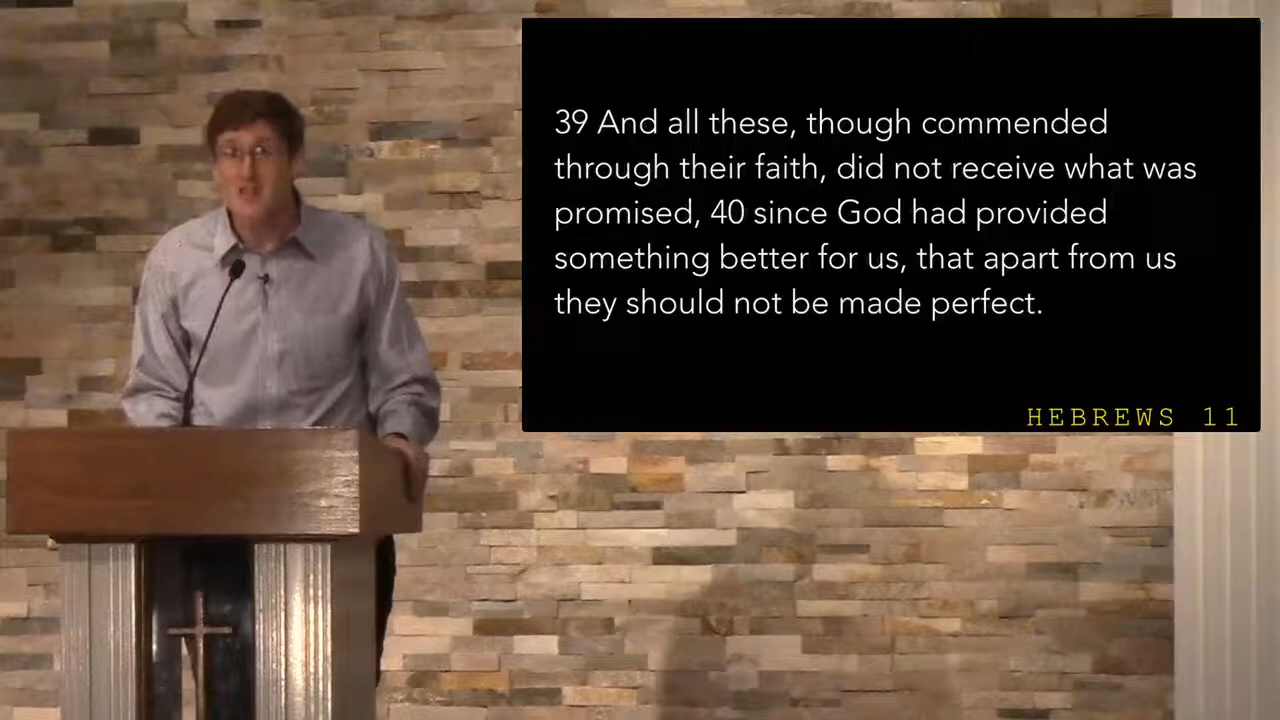 39 And all these, though commended
through their faith, did not receive what was
promised, 40 since God had provided
something better for us, that apart from us
they should not be made perfect.
HEBREWS 11